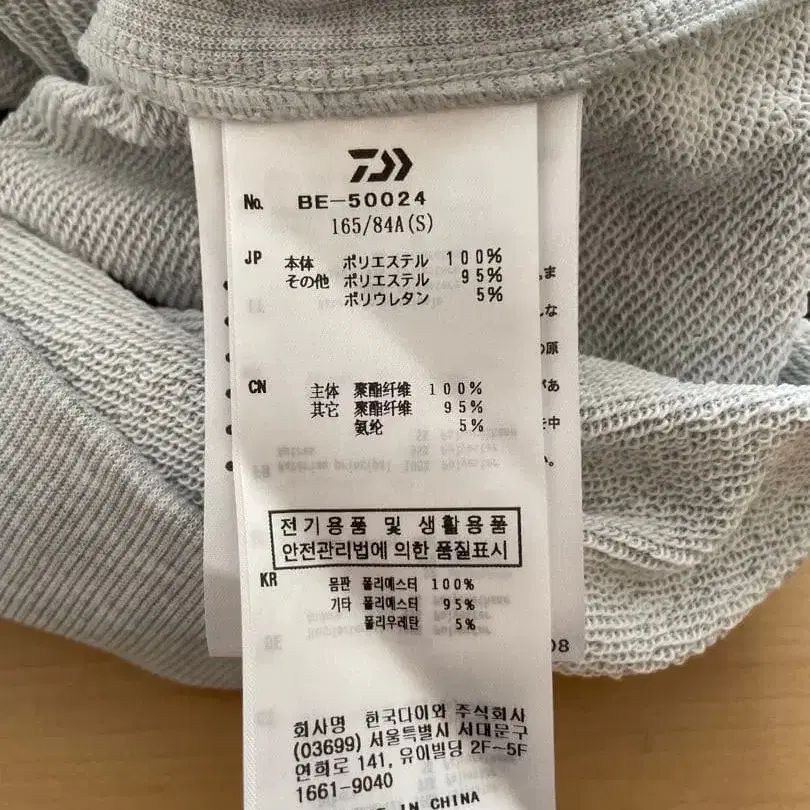 No. BE-50024
165/84A(S)
JP 本体 ポリエステル 100%
その他 ポリエステル 95%
ポリウレタン 5%
CN 主体 聚酯纤维 100%
其它 聚酯纤维 95%
氨纶 5%
전기용품 및 생활용품
안전관리법에 의한 품질표시
KR 몸판 폴리에스터 100%
기타 폴리에스터 95%
폴리우레탄 5%
회사명 한국다이와 주식회사
(03699) 서울특별시 서대문구
연희로 141, 유이빌딩 2F~5F
1661-9040
IN CHINA